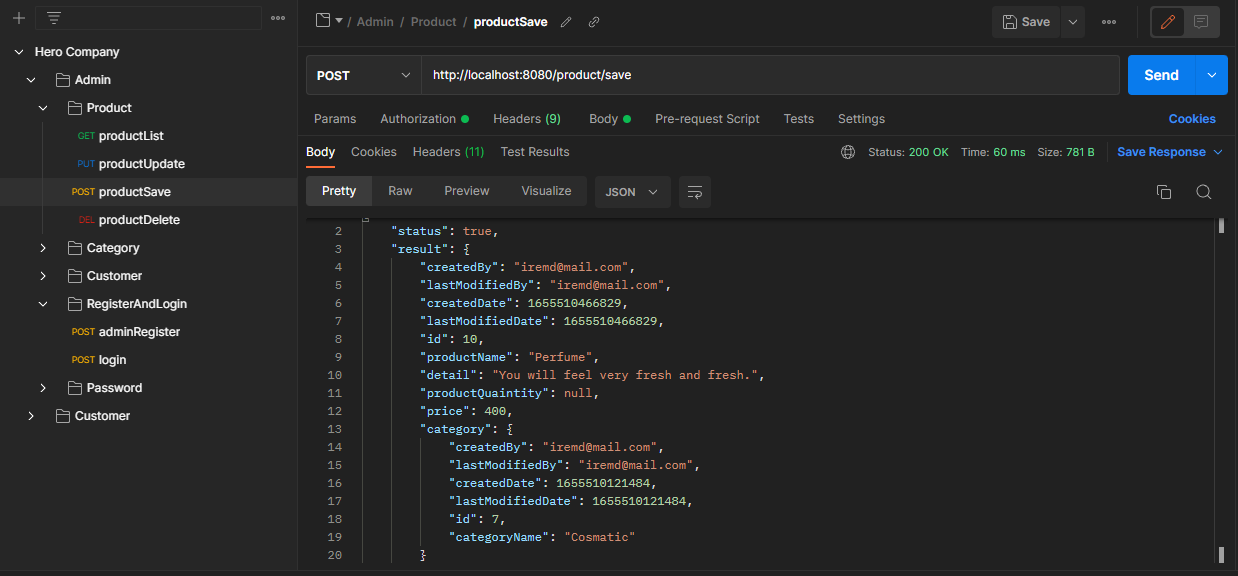 / Admin / Product / productSave
Save
Hero Company
Admin
Product
GET productList
PUT productUpdate
POST productSave
DEL productDelete
Category
Customer
RegisterAndLogin
POST adminRegister
POST login
Password
Customer
POST http://localhost:8080/product/save Send
Params Authorization Headers (9) Body Pre-request Script Tests Settings Cookies
Body Cookies Headers (11) Test Results Status: 200 OK Time: 60 ms Size: 781 B Save Response
Pretty Raw Preview Visualize JSON
2 "status": true,
3 "result": {
4 "createdBy": "iremd@mail.com",
5 "lastModifiedBy": "iremd@mail.com",
6 "createdDate": 1655510466829,
7 "lastModifiedDate": 1655510466829,
8 "id": 10,
9 "productName": "Perfume",
10 "detail": "You will feel very fresh and fresh.",
11 "productQuaintity": null,
12 "price": 400,
13 "category": {
14 "createdBy": "iremd@mail.com",
15 "lastModifiedBy": "iremd@mail.com",
16 "createdDate": 1655510121484,
17 "lastModifiedDate": 1655510121484,
18 "id": 7,
19 "categoryName": "Cosmatic"
20 }